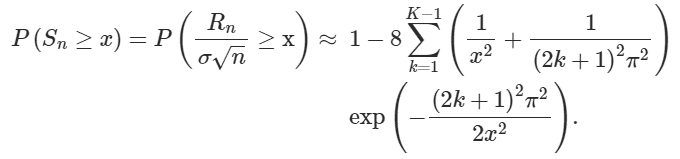 P(S_n ≥ x) = P(R_n / (σ√n) ≥ x) ≈ 1 − 8 ∑_{k=1}^{K−1} (1/x² + 1/((2k + 1)²π²))
exp(−(2k + 1)²π² / (2x²)).